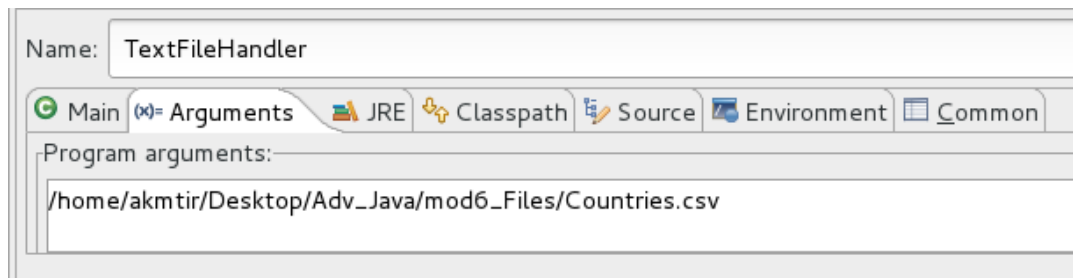 Name: TextFileHandler
Main (x)= Arguments JRE Classpath Source Environment Common
Program arguments:
/home/akmtir/Desktop/Adv_Java/mod6_Files/Countries.csv